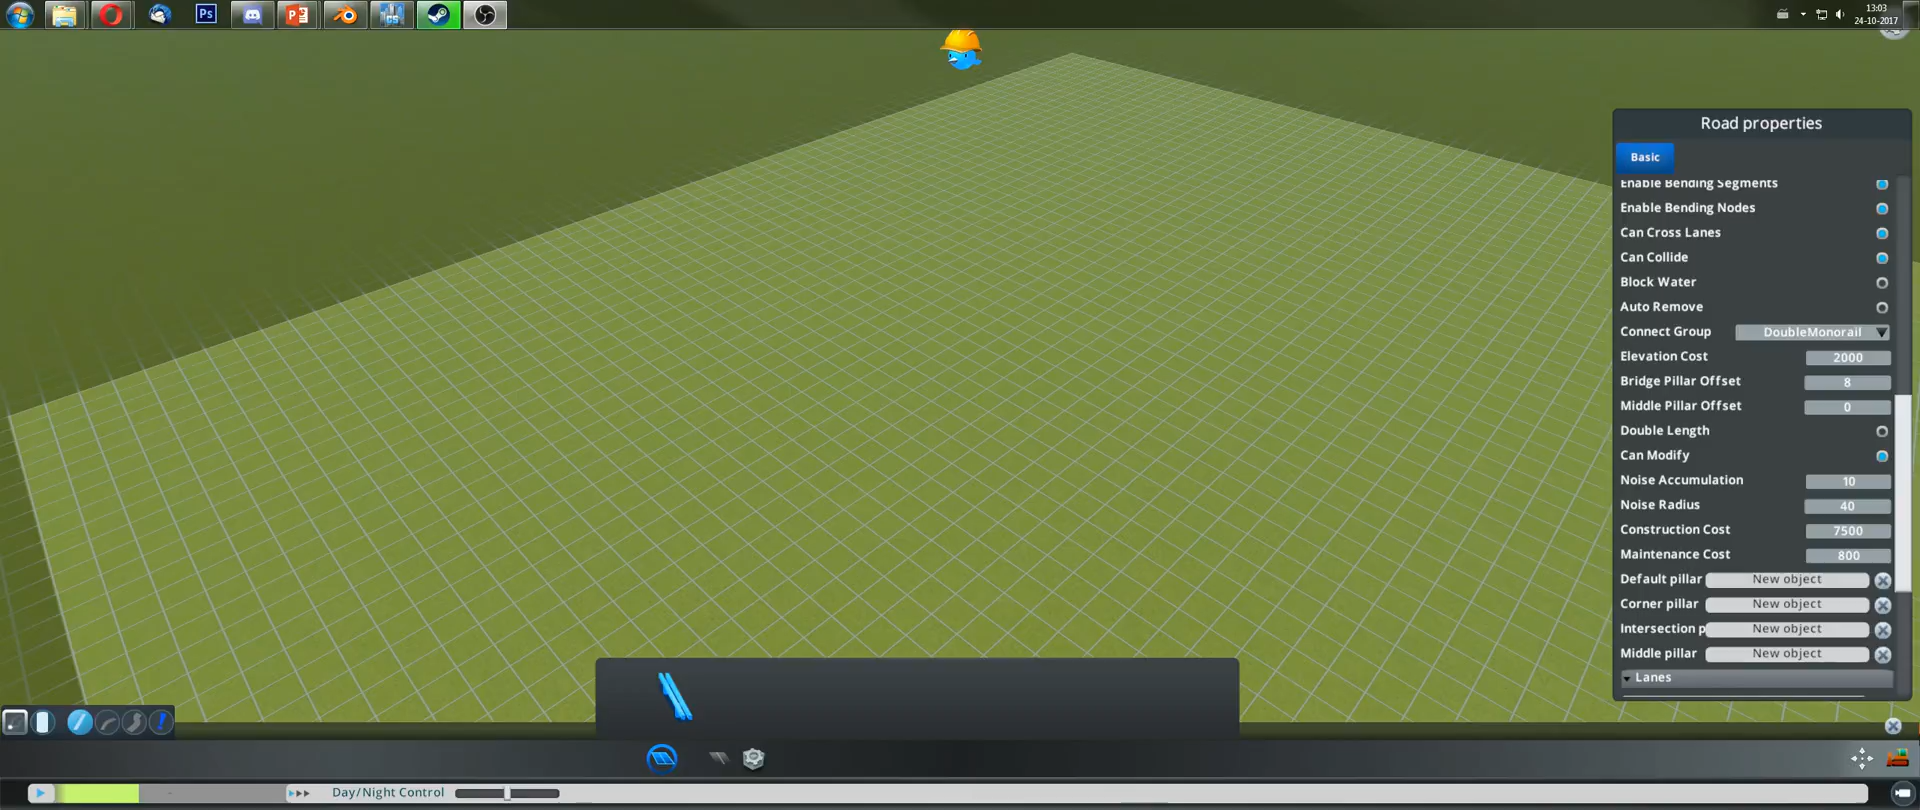 Ps
13:03
24-10-2017
Road properties
Basic
Enable Bending Segments
Enable Bending Nodes
Can Cross Lanes
Can Collide
Block Water
Auto Remove
Connect Group DoubleMonorail
Elevation Cost 2000
Bridge Pillar Offset 8
Middle Pillar Offset 0
Double Length
Can Modify
Noise Accumulation 10
Noise Radius 40
Construction Cost 7500
Maintenance Cost 800
Default pillar New object
Corner pillar New object
Intersection p New object
Middle pillar New object
Lanes
Day/Night Control